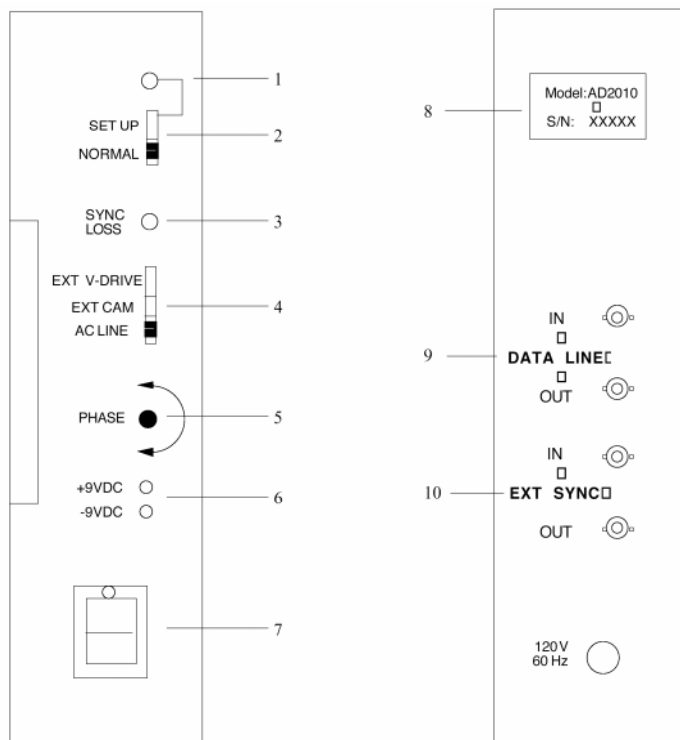 1
SET UP
2
NORMAL
SYNC
LOSS
3
EXT V-DRIVE
EXT CAM
4
AC LINE
PHASE
5
+9VDC
6
-9VDC
7
Model:AD2010
8
S/N: XXXXX
IN
9
DATA LINE
OUT
IN
10
EXT SYNC
OUT
120V
60 Hz